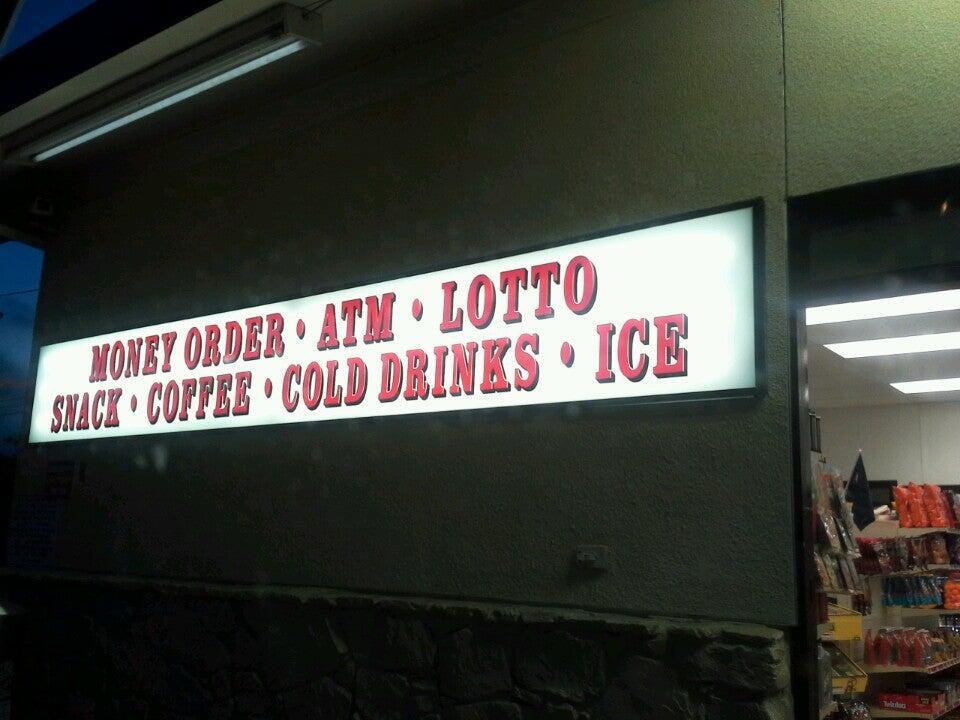 MONEY ORDER • ATM • LOTTO
SNACK • COFFEE • COLD DRINKS • ICE